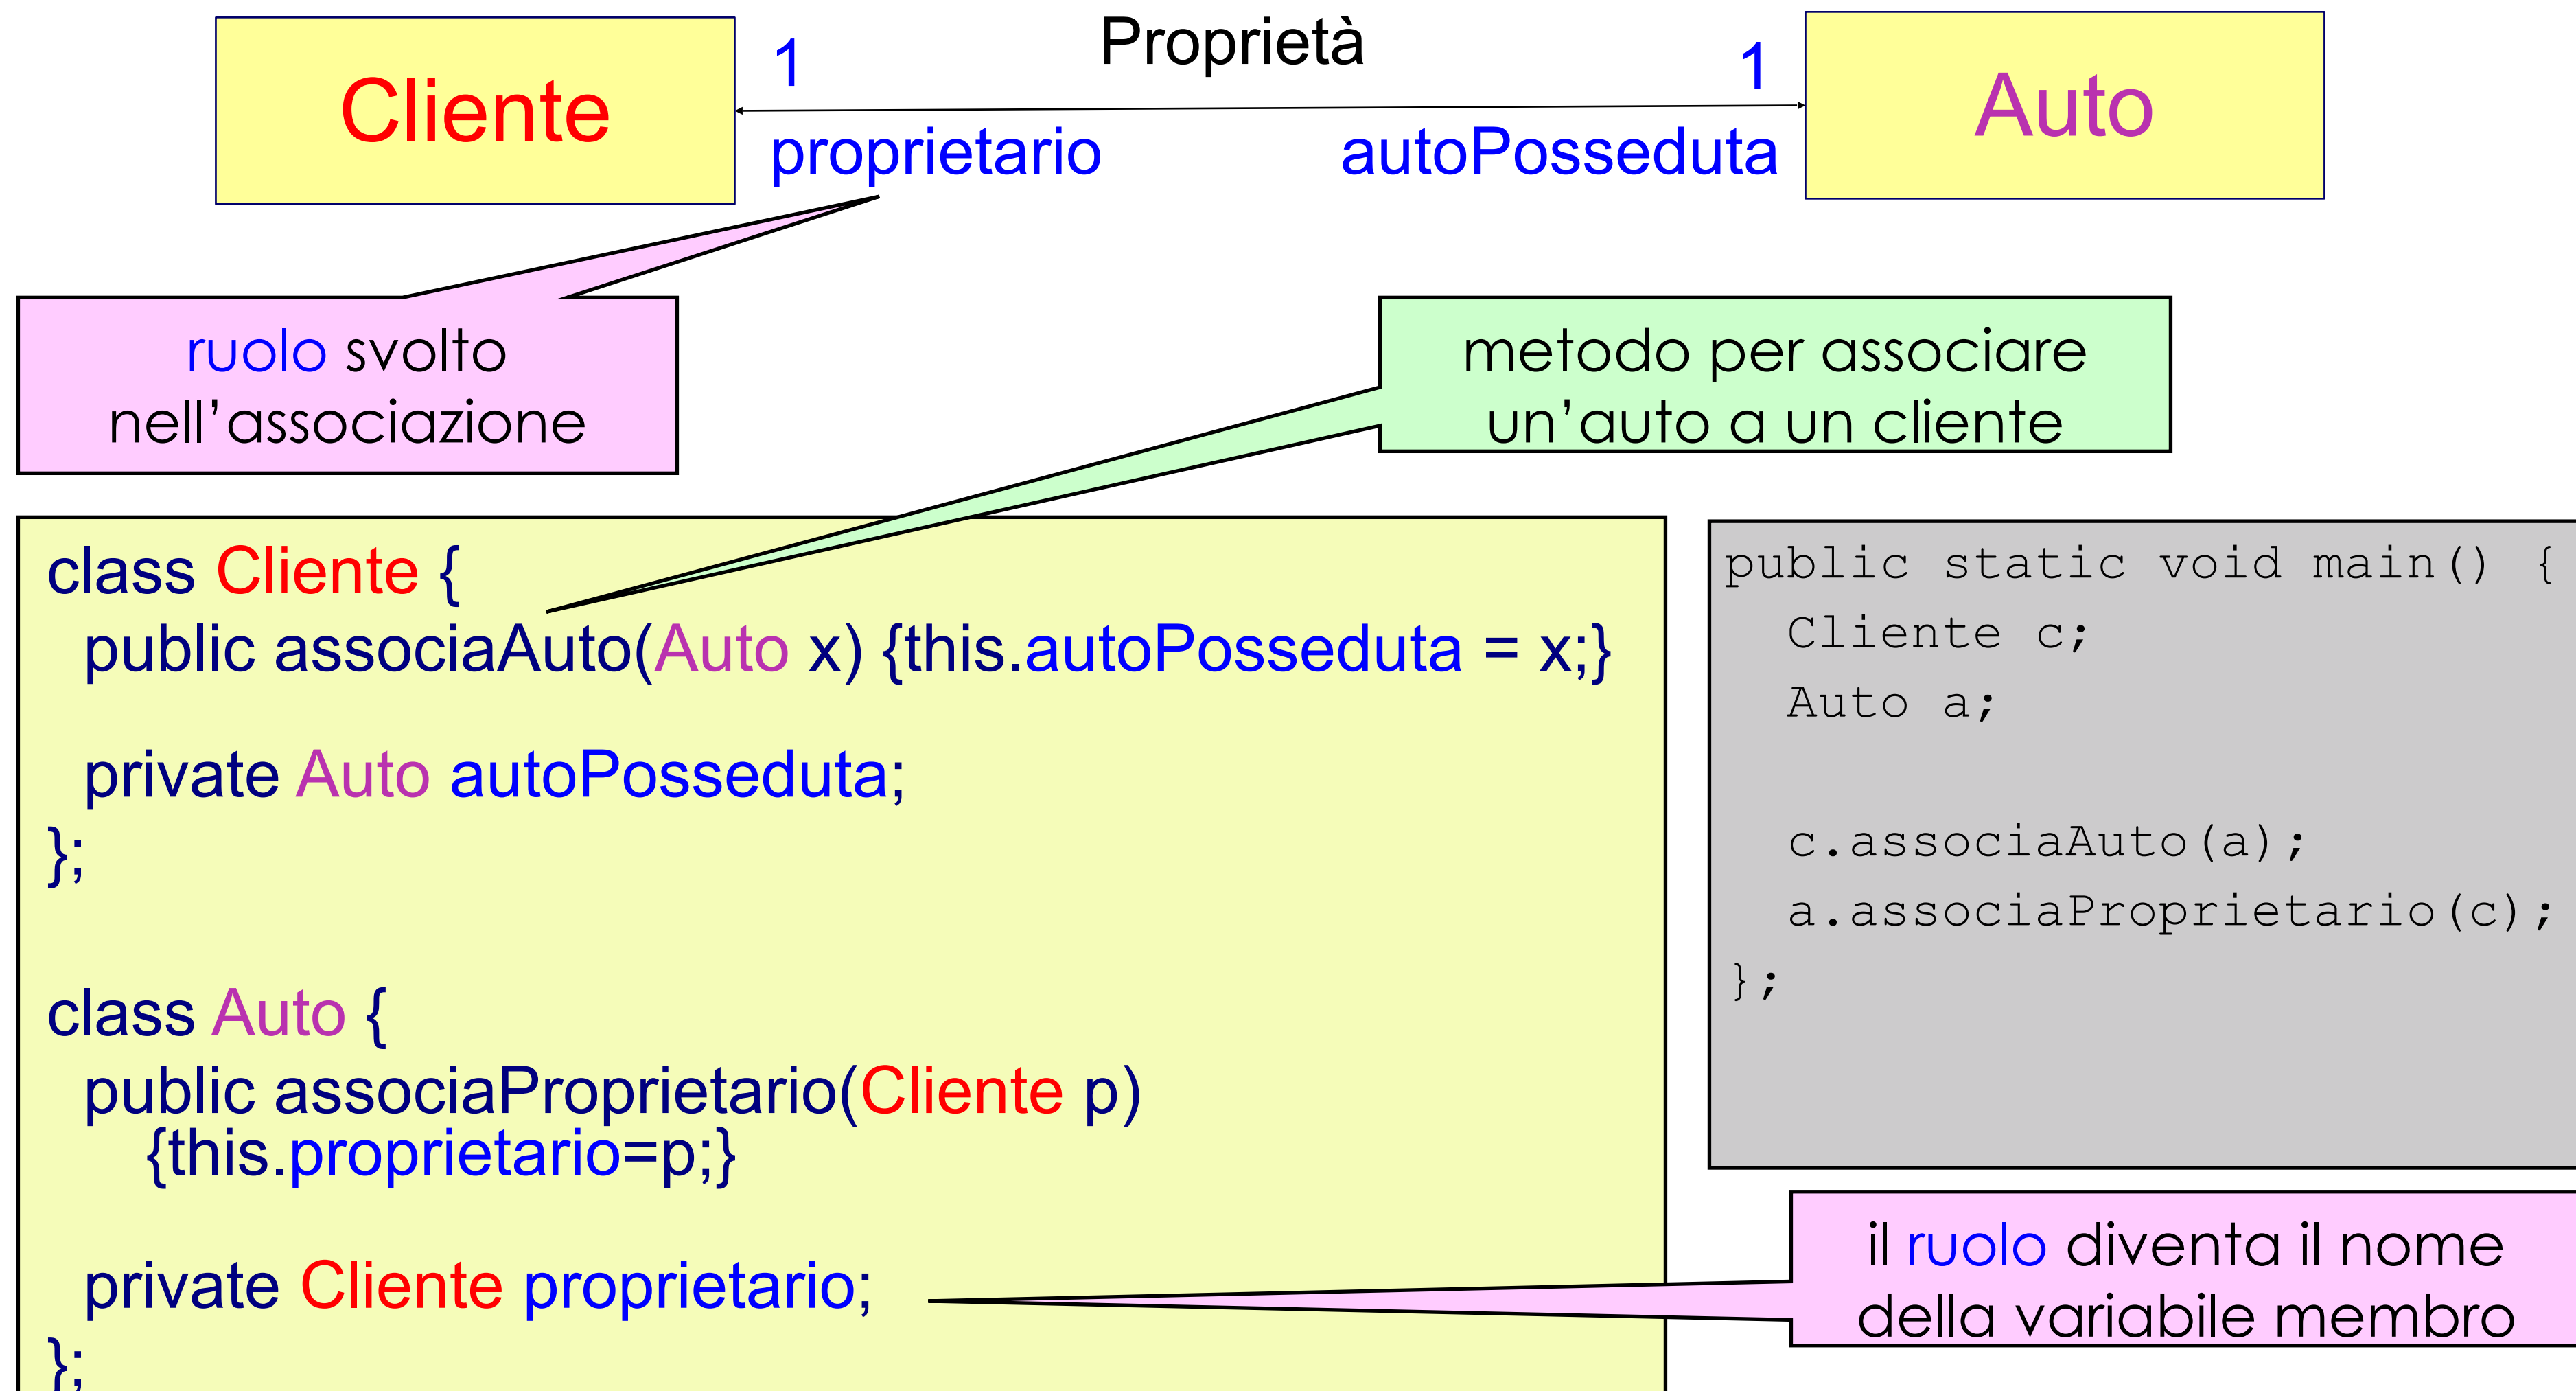 Proprietà
Cliente
1
1
Auto
proprietario
autoPosseduta
ruolo svolto
nell’associazione
metodo per associare
un’auto a un cliente
class Cliente {
public associaAuto(Auto x) {this.autoPosseduta = x;}
private Auto autoPosseduta;
};
class Auto {
public associaProprietario(Cliente p)
{this.proprietario=p;}
private Cliente proprietario;
};
public static void main() {
Cliente c;
Auto a;
c.associaAuto(a);
a.associaProprietario(c);
};
il ruolo diventa il nome
della variabile membro